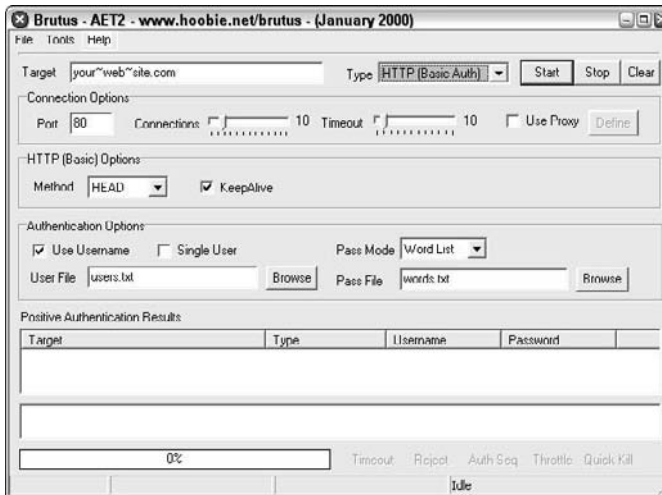 Brutus - AET2 - www.hoobie.net/brutus - (January 2000)
File Tools Help
Target your~web~site.com Type HTTP (Basic Auth) Start Stop Clear
Connection Options
Port 80 Connections 10 Timeout 10 Use Proxy Define
HTTP (Basic) Options
Method HEAD KeepAlive
Authentication Options
Use Username Single User Pass Mode Word List
User File users.txt Browse Pass File words.txt Browse
Positive Authentication Results
Target Type Username Password
0% Timeout Reject Auth Seq Throttle Quick Kill
Idle